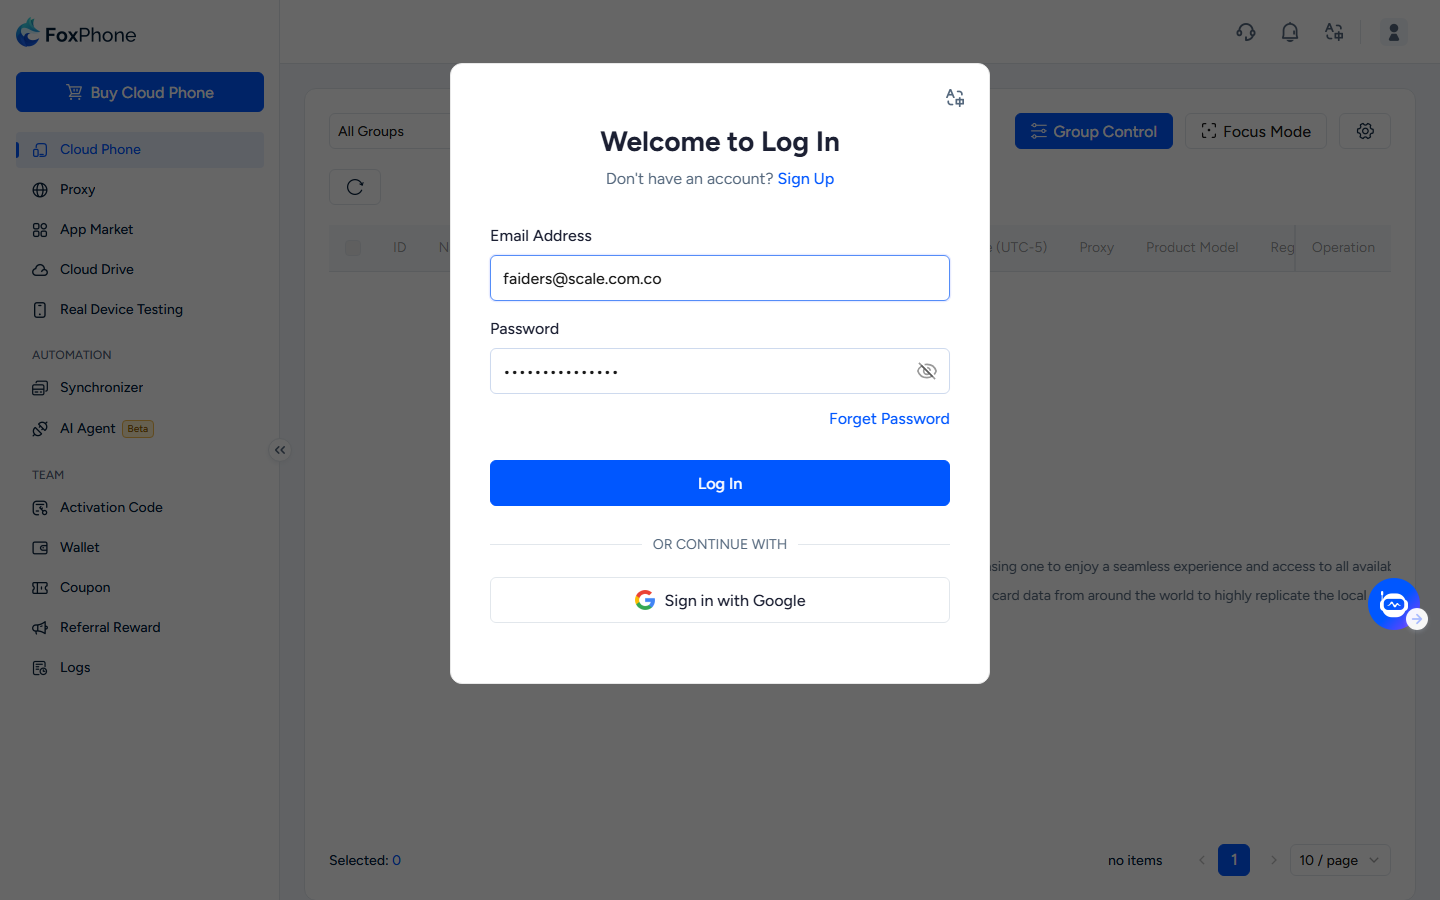 FoxPhone
Buy Cloud Phone
Cloud Phone
Proxy
App Market
Cloud Drive
Real Device Testing
AUTOMATION
Synchronizer
AI Agent Beta
TEAM
Activation Code
Wallet
Coupon
Referral Reward
Logs
All Groups
Group Control
Focus Mode
ID N (UTC-5) Proxy Product Model Reg Operation
Welcome to Log In
Don't have an account? Sign Up
Email Address
faiders@scale.com.co
Password
•••••••••••••••
Forget Password
Log In
OR CONTINUE WITH
Sign in with Google
one to enjoy a seamless experience and access to all
card data from around the world to highly replicate the local
Selected: 0
no items
1
10 / page